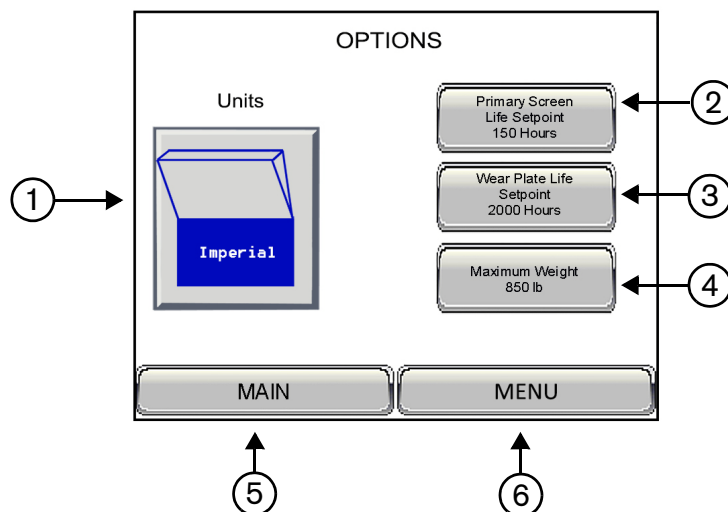 OPTIONS
Units
Imperial
Primary Screen
Life Setpoint
150 Hours
Wear Plate Life
Setpoint
2000 Hours
Maximum Weight
850 lb
MAIN
MENU
1
2
3
4
5
6